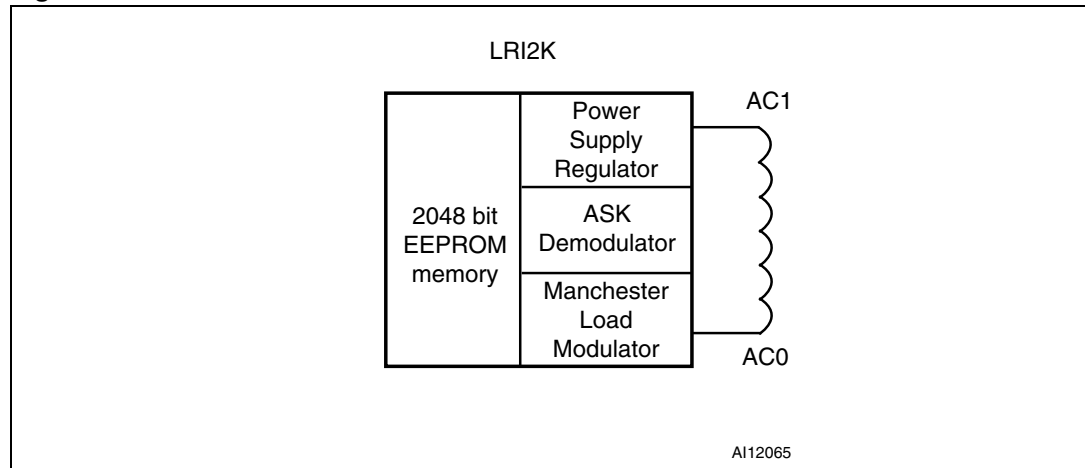 LRI2K
AC1
Power
Supply
Regulator
2048 bit
EEPROM
memory
ASK
Demodulator
Manchester
Load
Modulator
AC0
AI12065